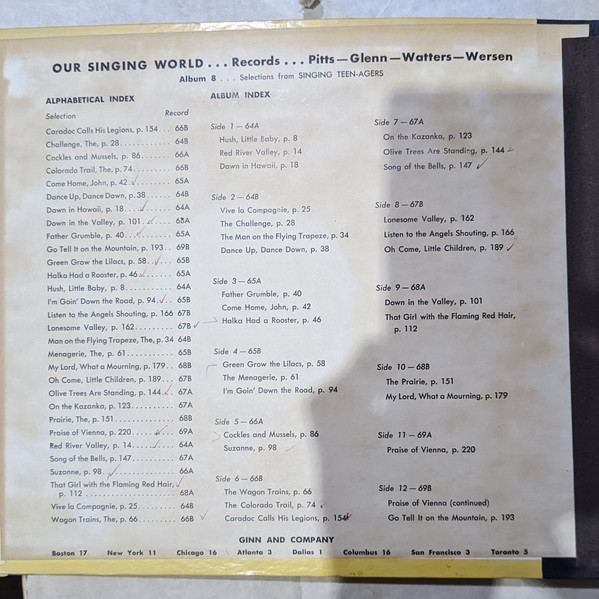 OUR SINGING WORLD . . . Records . . . Pitts—Glenn—Watters—Wersen
Album 8 . . . Selections from SINGING TEEN-AGERS
ALPHABETICAL INDEX
Selection Record
Caradoc Calls His Legions, p. 154... 66B
Challenge, The, p. 28............ 64B
Cockles and Mussels, p. 86........ 66A
Colorado Trail, The, p. 74......... 66B
Come Home, John, p. 42......... 65A
Dance Up, Dance Down, p. 38...... 64B
Down in Hawaii, p. 18........... 64A
Down in the Valley, p. 101........ 68A
Father Grumble, p. 40........... 65A
Go Tell It on the Mountain, p. 193.. 69B
Green Grow the Lilacs, p. 58...... 65B
Halka Had a Rooster, p. 46....... 65A
Hush, Little Baby, p. 8........... 64A
I'm Goin' Down the Road, p. 94.... 65B
Listen to the Angels Shouting, p. 166 67B
Lonesome Valley, p. 162......... 67B
Man on the Flying Trapeze, The, p. 34 64B
Menagerie, The, p. 61........... 65B
My Lord, What a Mourning, p. 179.. 68B
Oh Come, Little Children, p. 189.... 67B
Olive Trees Are Standing, p. 144.... 67A
On the Kazanka, p. 123.......... 67A
Prairie, The, p. 151............. 68B
Praise of Vienna, p. 220.......... 69A
Red River Valley, p. 14........... 64A
Song of the Bells, p. 147......... 67A
Suzanne, p. 98................ 66A
That Girl with the Flaming Red Hair,
p. 112 .................... 68A
Vive la Compagnie, p. 25......... 64B
Wagon Trains, The, p. 66......... 66B
ALBUM INDEX
Side 1 — 64A
Hush, Little Baby, p. 8
Red River Valley, p. 14
Down in Hawaii, p. 18
Side 2 — 64B
Vive la Compagnie, p. 25
The Challenge, p. 28
The Man on the Flying Trapeze, p. 34
Dance Up, Dance Down, p. 38
Side 3 — 65A
Father Grumble, p. 40
Come Home, John, p. 42
Halka Had a Rooster, p. 46
Side 4 — 65B
Green Grow the Lilacs, p. 58
The Menagerie, p. 61
I'm Goin' Down the Road, p. 94
Side 5 — 66A
Cockles and Mussels, p. 86
Suzanne, p. 98
Side 6 — 66B
The Wagon Trains, p. 66
The Colorado Trail, p. 74
Caradoc Calls His Legions, p. 154
Side 7 — 67A
On the Kazanka, p. 123
Olive Trees Are Standing, p. 144
Song of the Bells, p. 147
Side 8 — 67B
Lonesome Valley, p. 162
Listen to the Angels Shouting, p. 166
Oh Come, Little Children, p. 189
Side 9 — 68A
Down in the Valley, p. 101
That Girl with the Flaming Red Hair,
p. 112
Side 10 — 68B
The Prairie, p. 151
My Lord, What a Mourning, p. 179
Side 11 — 69A
Praise of Vienna, p. 220
Side 12 — 69B
Praise of Vienna (continued)
Go Tell It on the Mountain, p. 193
GINN AND COMPANY
Boston 17 New York 11 Chicago 16 Atlanta 3 Dallas 1 Columbus 16 San Francisco 3 Toronto 5